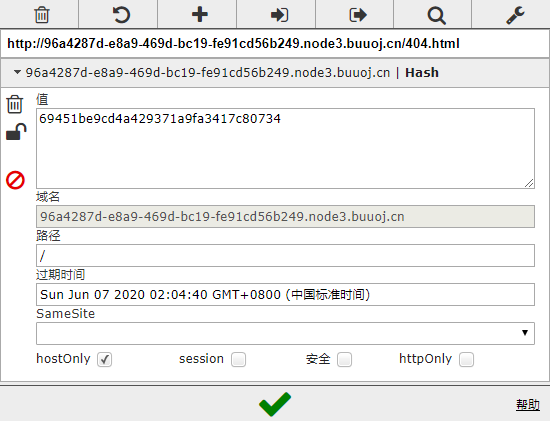 http://96a4287d-e8a9-469d-bc19-fe91cd56b249.node3.buuoj.cn/404.html
96a4287d-e8a9-469d-bc19-fe91cd56b249.node3.buuoj.cn | Hash
值
69451be9cd4a429371a9fa3417c80734
域名
96a4287d-e8a9-469d-bc19-fe91cd56b249.node3.buuoj.cn
路径
/
过期时间
Sun Jun 07 2020 02:04:40 GMT+0800 (中国标准时间)
SameSite
hostOnly session 安全 httpOnly
帮助